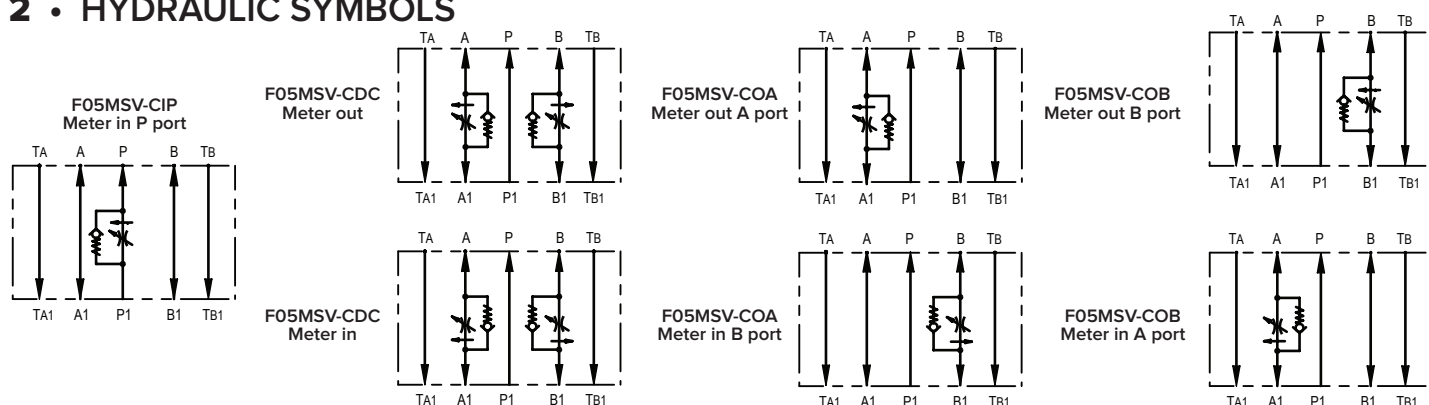 2 • HYDRAULIC SYMBOLS
F05MSV-CIP
Meter in P port
TA A P B TB
TA1 A1 P1 B1 TB1
F05MSV-CDC
Meter out
TA A P B TB
TA1 A1 P1 B1 TB1
F05MSV-COA
Meter out A port
TA A P B TB
TA1 A1 P1 B1 TB1
F05MSV-COB
Meter out B port
TA A P B TB
TA1 A1 P1 B1 TB1
F05MSV-CDC
Meter in
TA A P B TB
TA1 A1 P1 B1 TB1
F05MSV-COA
Meter in B port
TA A P B TB
TA1 A1 P1 B1 TB1
F05MSV-COB
Meter in A port
TA A P B TB
TA1 A1 P1 B1 TB1